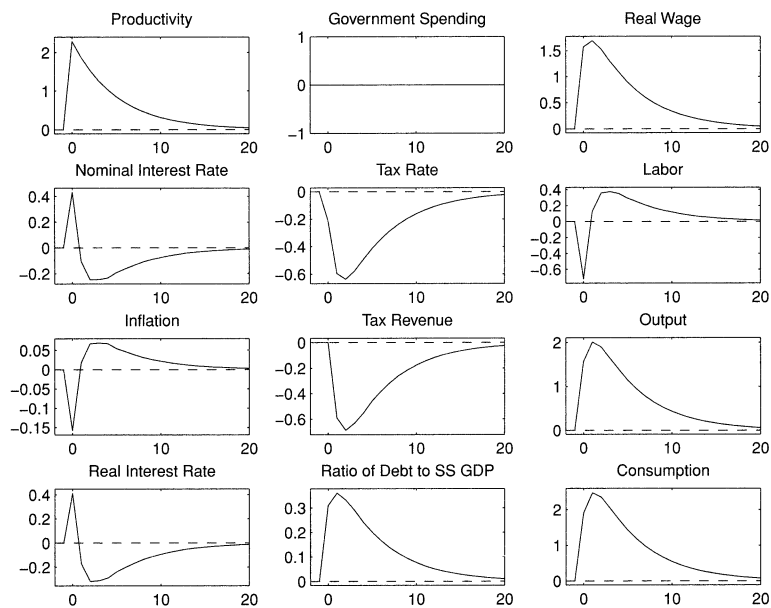 Productivity
Government Spending
Real Wage
2
1
0
0 10 20
1
0
−1
0 10 20
1.5
1
0.5
0
0 10 20
Nominal Interest Rate
Tax Rate
Labor
0.4
0.2
0
−0.2
0 10 20
0
−0.2
−0.4
−0.6
0 10 20
0.4
0.2
0
−0.2
−0.4
−0.6
0 10 20
Inflation
Tax Revenue
Output
0.05
0
−0.05
−0.1
−0.15
0 10 20
0
−0.2
−0.4
−0.6
0 10 20
2
1
0
0 10 20
Real Interest Rate
Ratio of Debt to SS GDP
Consumption
0.4
0.2
0
−0.2
0 10 20
0.3
0.2
0.1
0
0 10 20
2
1
0
0 10 20